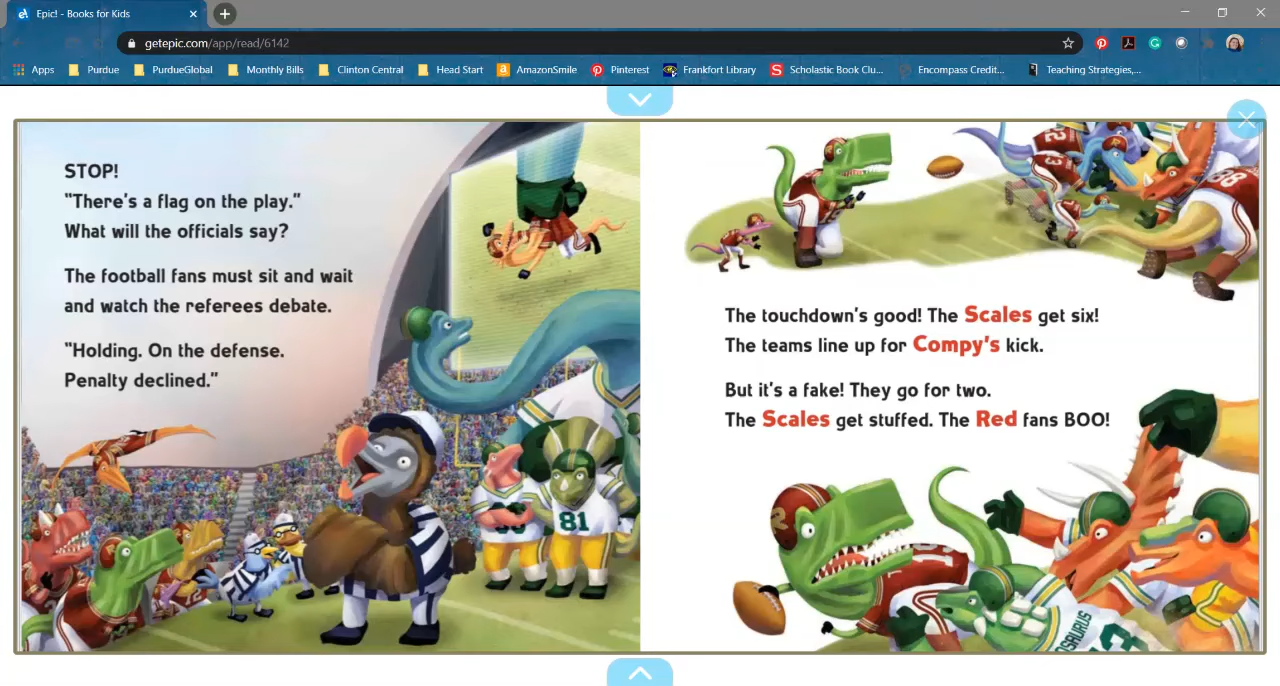 Epic! - Books for Kids
getepic.com/app/read/6142
Apps Purdue PurdueGlobal Monthly Bills Clinton Central Head Start AmazonSmile Pinterest Frankfort Library Scholastic Book Clu... Encompass Credit... Teaching Strategies,...
STOP!
"There's a flag on the play."
What will the officials say?
The football fans must sit and wait
and watch the referees debate.
"Holding. On the defense.
Penalty declined."
81
The touchdown's good! The Scales get six!
The teams line up for Compy's kick.
But it's a fake! They go for two.
The Scales get stuffed. The Red fans BOO!